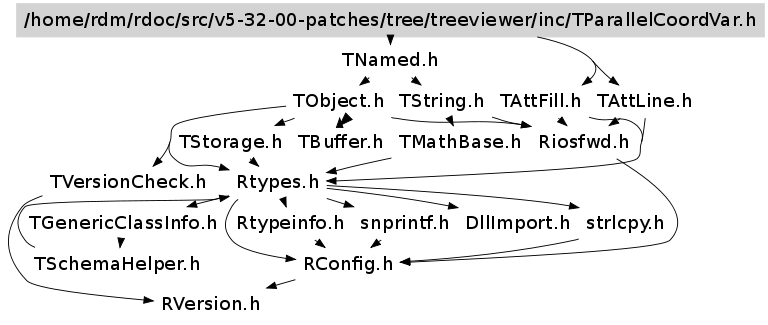 /home/rdm/rdoc/src/v5-32-00-patches/tree/treeviewer/inc/TParallelCoordVar.h
TNamed.h
TObject.h TString.h TAttFill.h TAttLine.h
TStorage.h TBuffer.h TMathBase.h Riosfwd.h
TVersionCheck.h Rtypes.h
TGenericClassInfo.h Rtypeinfo.h snprintf.h DllImport.h strlcpy.h
TSchemaHelper.h RConfig.h
RVersion.h